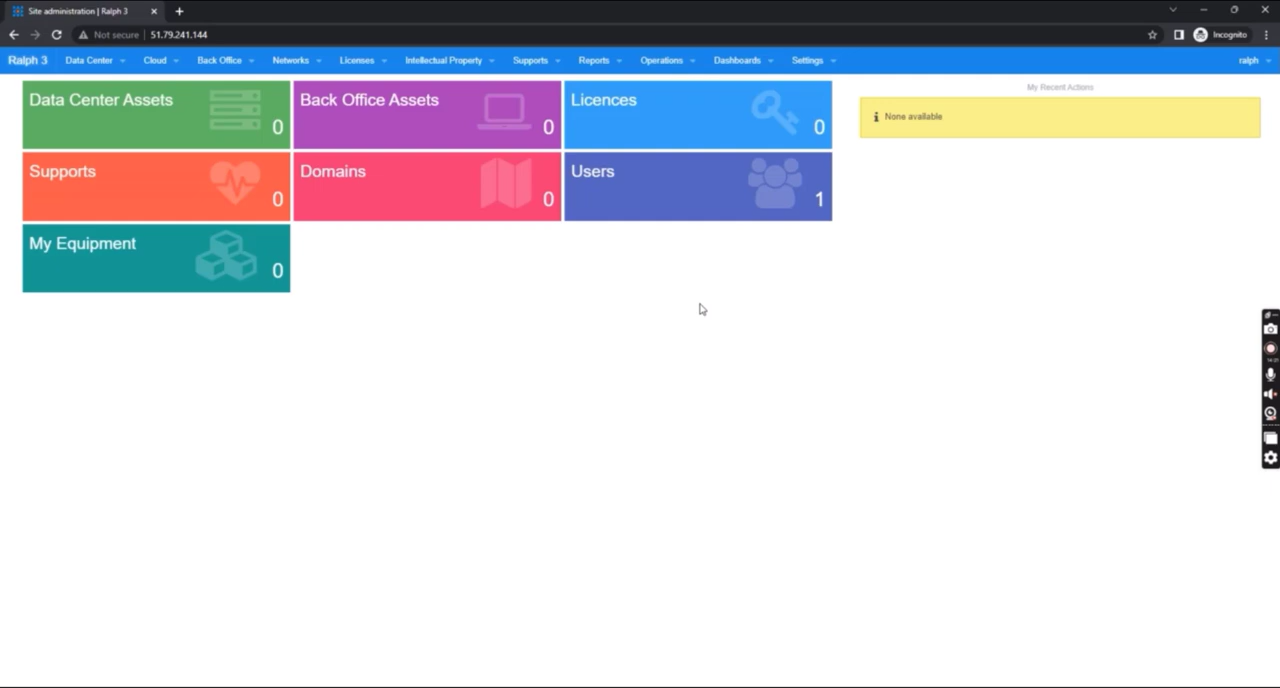 Site administration | Ralph 3
Not secure 51.79.241.144 Incognito
Ralph 3 Data Center Cloud Back Office Networks Licenses Intellectual Property Supports Reports Operations Dashboards Settings ralph
Data Center Assets 0
Back Office Assets 0
Licences 0
My Recent Actions
None available
Supports 0
Domains 0
Users 1
My Equipment 0